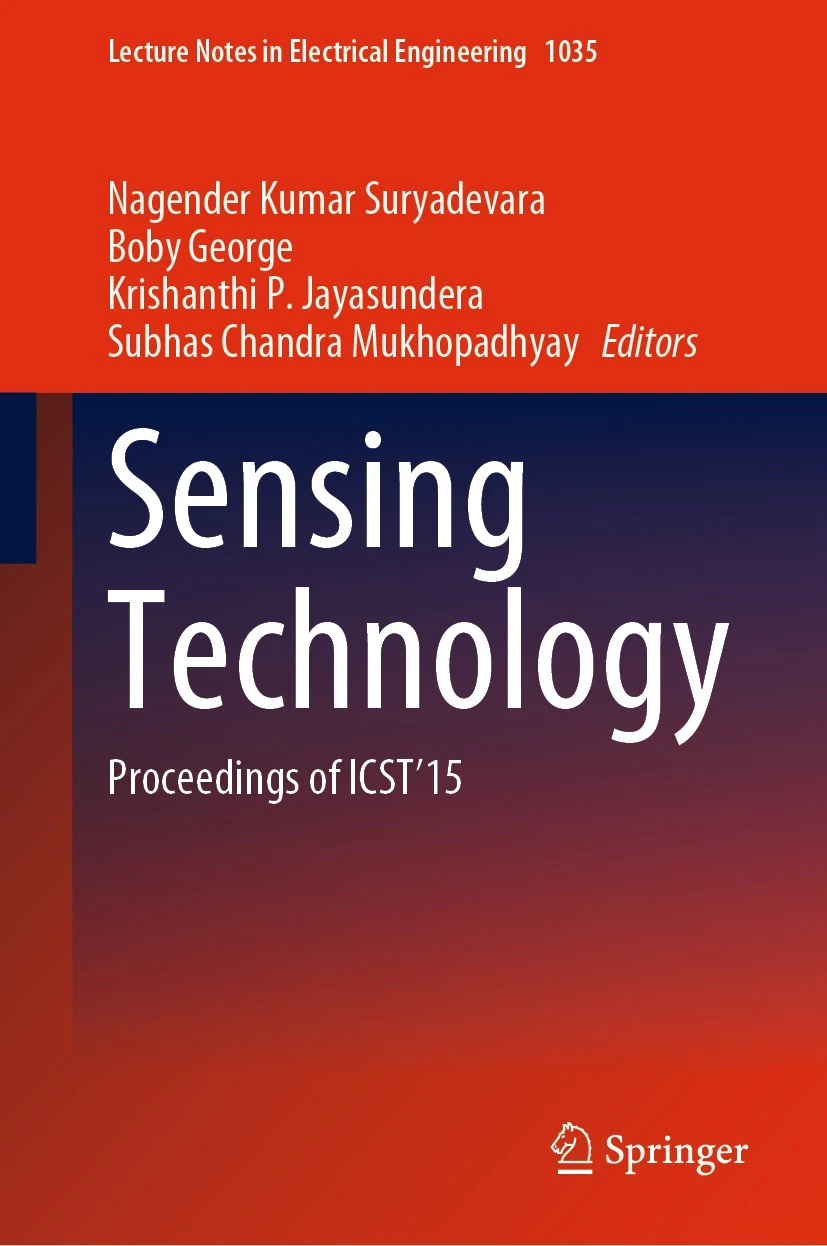 Lecture Notes in Electrical Engineering 1035
Nagender Kumar Suryadevara
Boby George
Krishanthi P. Jayasundera
Subhas Chandra Mukhopadhyay Editors
Sensing
Technology
Proceedings of ICST’15
Springer